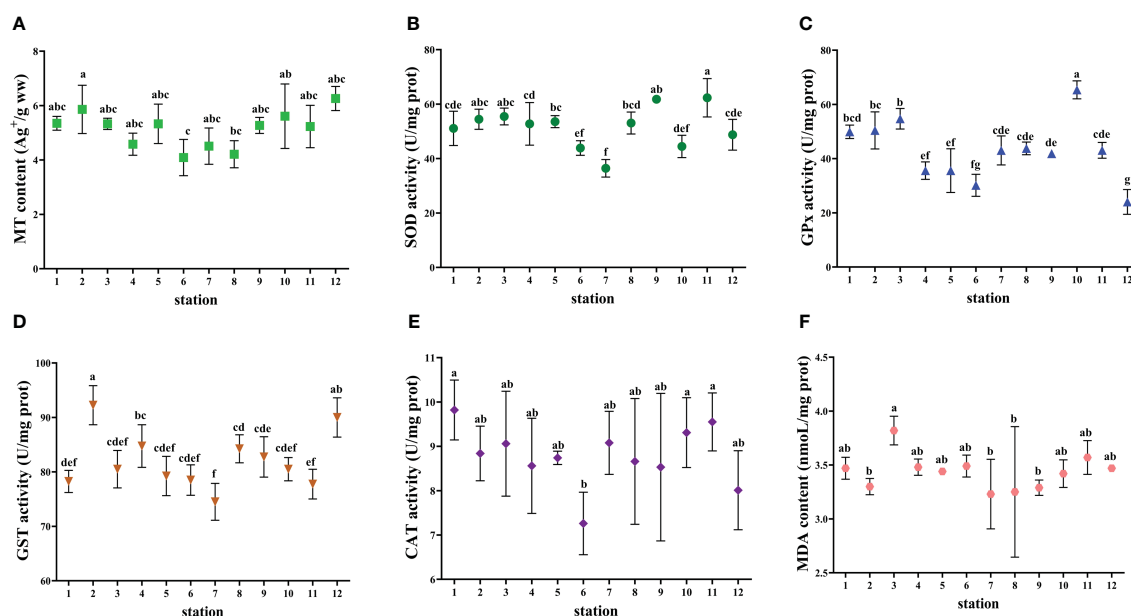 A
MT content (Ag+/g ww)
8
6
4
2
0
abc a abc abc abc c abc bc abc ab abc abc
1 2 3 4 5 6 7 8 9 10 11 12
station
B
SOD activity (U/mg prot)
80
60
40
20
0
cde abc abc cd abc ef f bcd ab def a cde
1 2 3 4 5 6 7 8 9 10 11 12
station
C
GPx activity (U/mg prot)
80
60
40
20
0
bcd bc b ef ef fg cde cde de a cde g
1 2 3 4 5 6 7 8 9 10 11 12
station
D
GST activity (U/mg prot)
100
90
80
70
60
def a cdef bc cdef cdef f cd cde cdef ef ab
1 2 3 4 5 6 7 8 9 10 11 12
station
E
CAT activity (U/mg prot)
11
10
9
8
7
6
a ab ab ab ab b ab ab ab a a ab
1 2 3 4 5 6 7 8 9 10 11 12
station
F
MDA content (nmoL/mg prot)
4.5
4.0
3.5
3.0
2.5
ab b a ab ab ab b b b ab ab ab
1 2 3 4 5 6 7 8 9 10 11 12
station